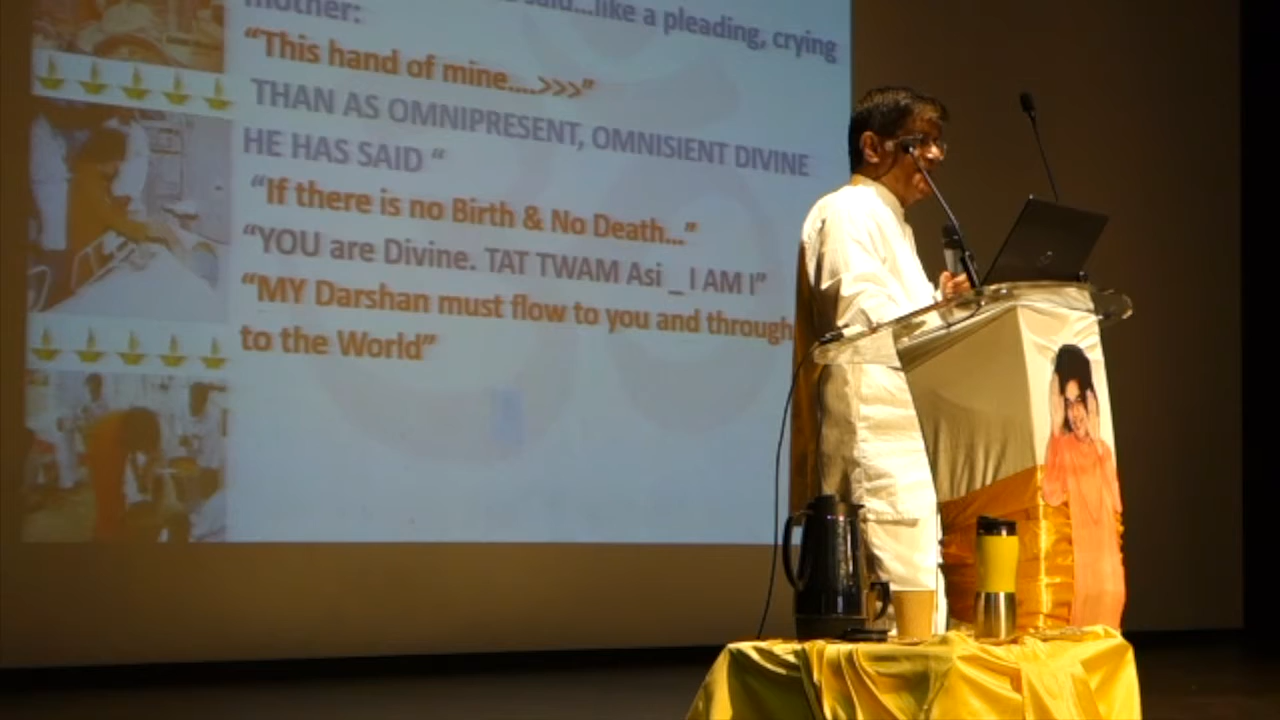 said...like a pleading, crying
mother:
“This hand of mine....>>>”
THAN AS OMNIPRESENT, OMNISIENT DIVINE
HE HAS SAID “
“If there is no Birth & No Death...”
“YOU are Divine. TAT TWAM Asi _ I AM I”
“MY Darshan must flow to you and through
to the World”